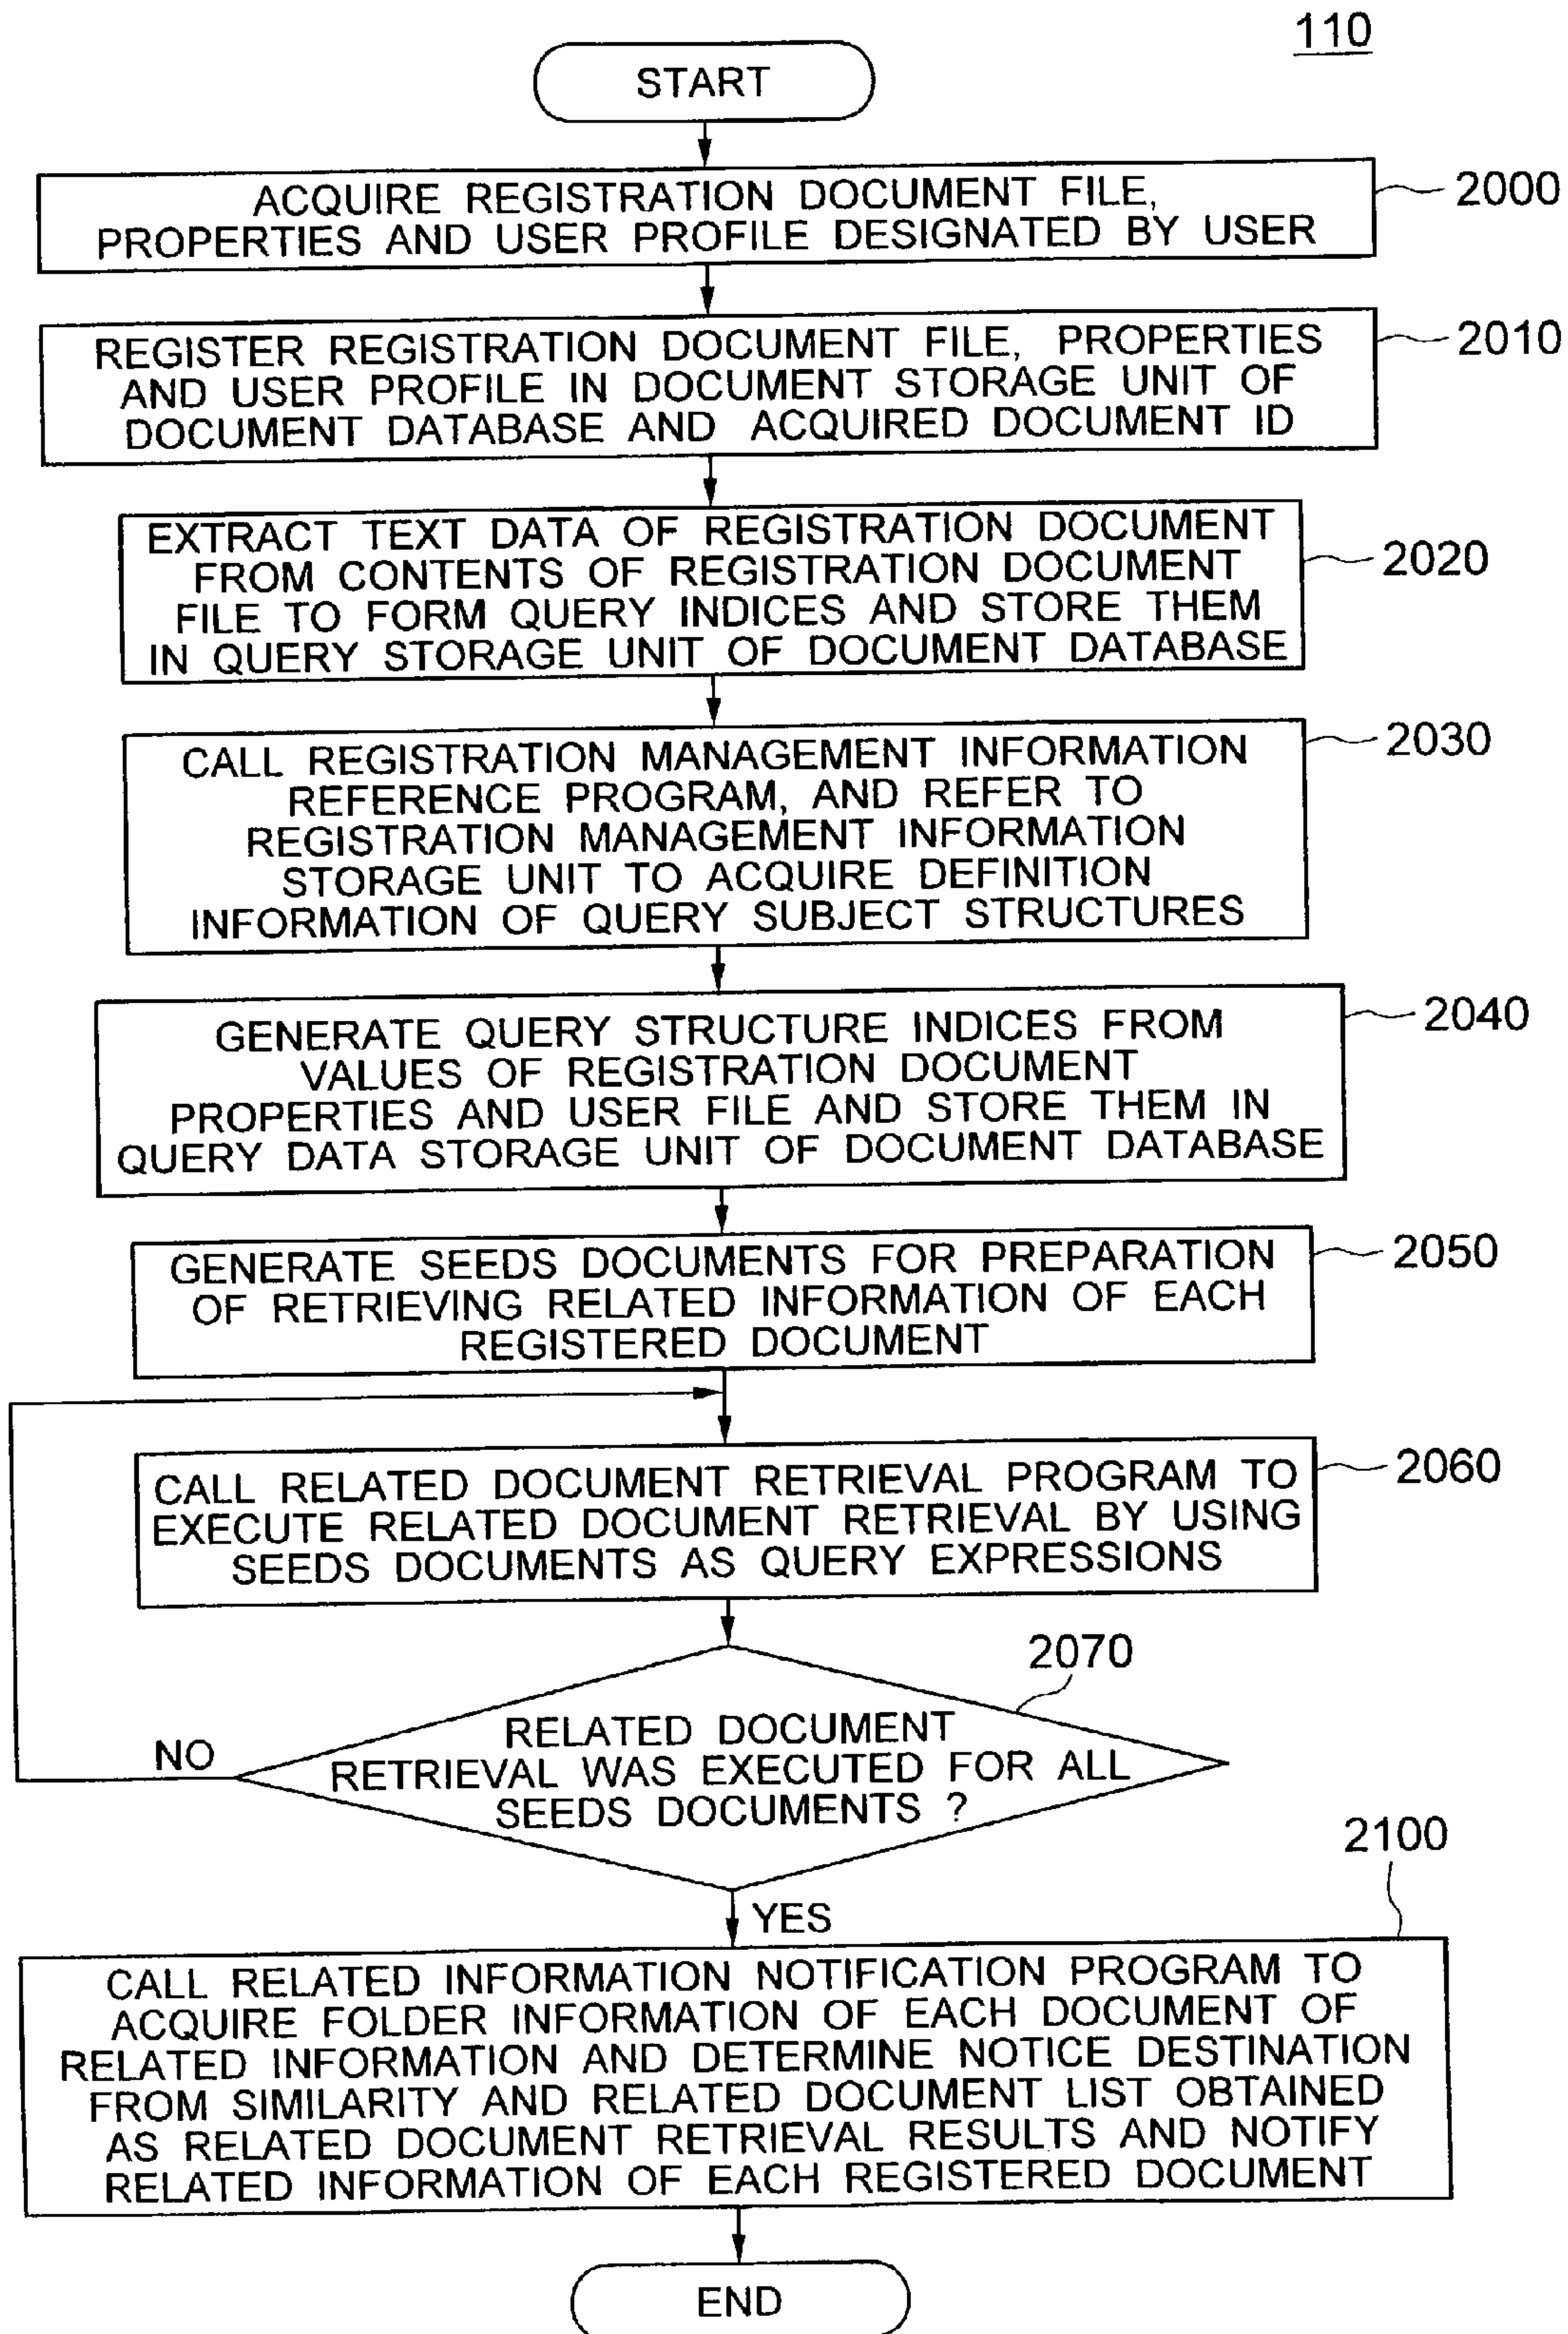 110
START
ACQUIRE REGISTRATION DOCUMENT FILE,
PROPERTIES AND USER PROFILE DESIGNATED BY USER
2000
REGISTER REGISTRATION DOCUMENT FILE, PROPERTIES
AND USER PROFILE IN DOCUMENT STORAGE UNIT OF
DOCUMENT DATABASE AND ACQUIRED DOCUMENT ID
2010
EXTRACT TEXT DATA OF REGISTRATION DOCUMENT
FROM CONTENTS OF REGISTRATION DOCUMENT
FILE TO FORM QUERY INDICES AND STORE THEM
IN QUERY STORAGE UNIT OF DOCUMENT DATABASE
2020
CALL REGISTRATION MANAGEMENT INFORMATION
REFERENCE PROGRAM, AND REFER TO
REGISTRATION MANAGEMENT INFORMATION
STORAGE UNIT TO ACQUIRE DEFINITION
INFORMATION OF QUERY SUBJECT STRUCTURES
2030
GENERATE QUERY STRUCTURE INDICES FROM
VALUES OF REGISTRATION DOCUMENT
PROPERTIES AND USER FILE AND STORE THEM IN
QUERY DATA STORAGE UNIT OF DOCUMENT DATABASE
2040
GENERATE SEEDS DOCUMENTS FOR PREPARATION
OF RETRIEVING RELATED INFORMATION OF EACH
REGISTERED DOCUMENT
2050
CALL RELATED DOCUMENT RETRIEVAL PROGRAM TO
EXECUTE RELATED DOCUMENT RETRIEVAL BY USING
SEEDS DOCUMENTS AS QUERY EXPRESSIONS
2060
2070
RELATED DOCUMENT
RETRIEVAL WAS EXECUTED FOR ALL
SEEDS DOCUMENTS ?
NO
YES
2100
CALL RELATED INFORMATION NOTIFICATION PROGRAM TO
ACQUIRE FOLDER INFORMATION OF EACH DOCUMENT OF
RELATED INFORMATION AND DETERMINE NOTICE DESTINATION
FROM SIMILARITY AND RELATED DOCUMENT LIST OBTAINED
AS RELATED DOCUMENT RETRIEVAL RESULTS AND NOTIFY
RELATED INFORMATION OF EACH REGISTERED DOCUMENT
END